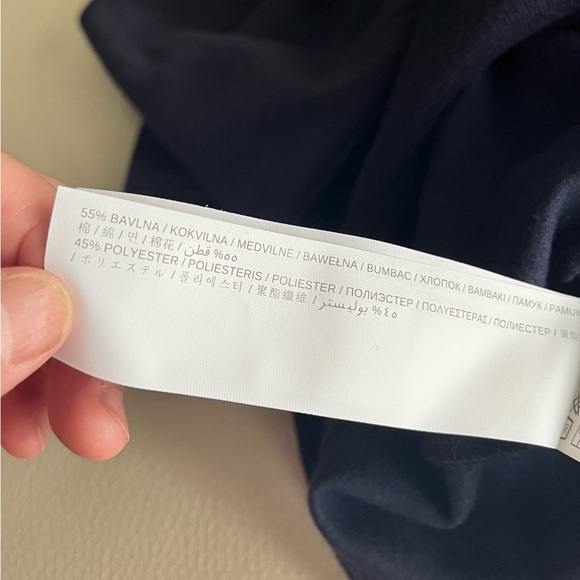 55% BAVLNA / KOKVILNA / MEDVILNĖ / BAWEŁNA / BUMBAC / ХЛОПОК / BAMBAKI / ПАМУК / PAMUK
棉 / 綿 / 면 / 棉花 / قطن %٥٥
45% POLYESTER / POLIESTERIS / POLIESTER / ПОЛИЭСТЕР / ΠΟΛΥΕΣΤΕΡΑΣ / ПОЛИЕСТЕР / 聚酯
/ ポリエステル / 폴리에스터 / 聚酯纖維 / بوليستر %٤٥